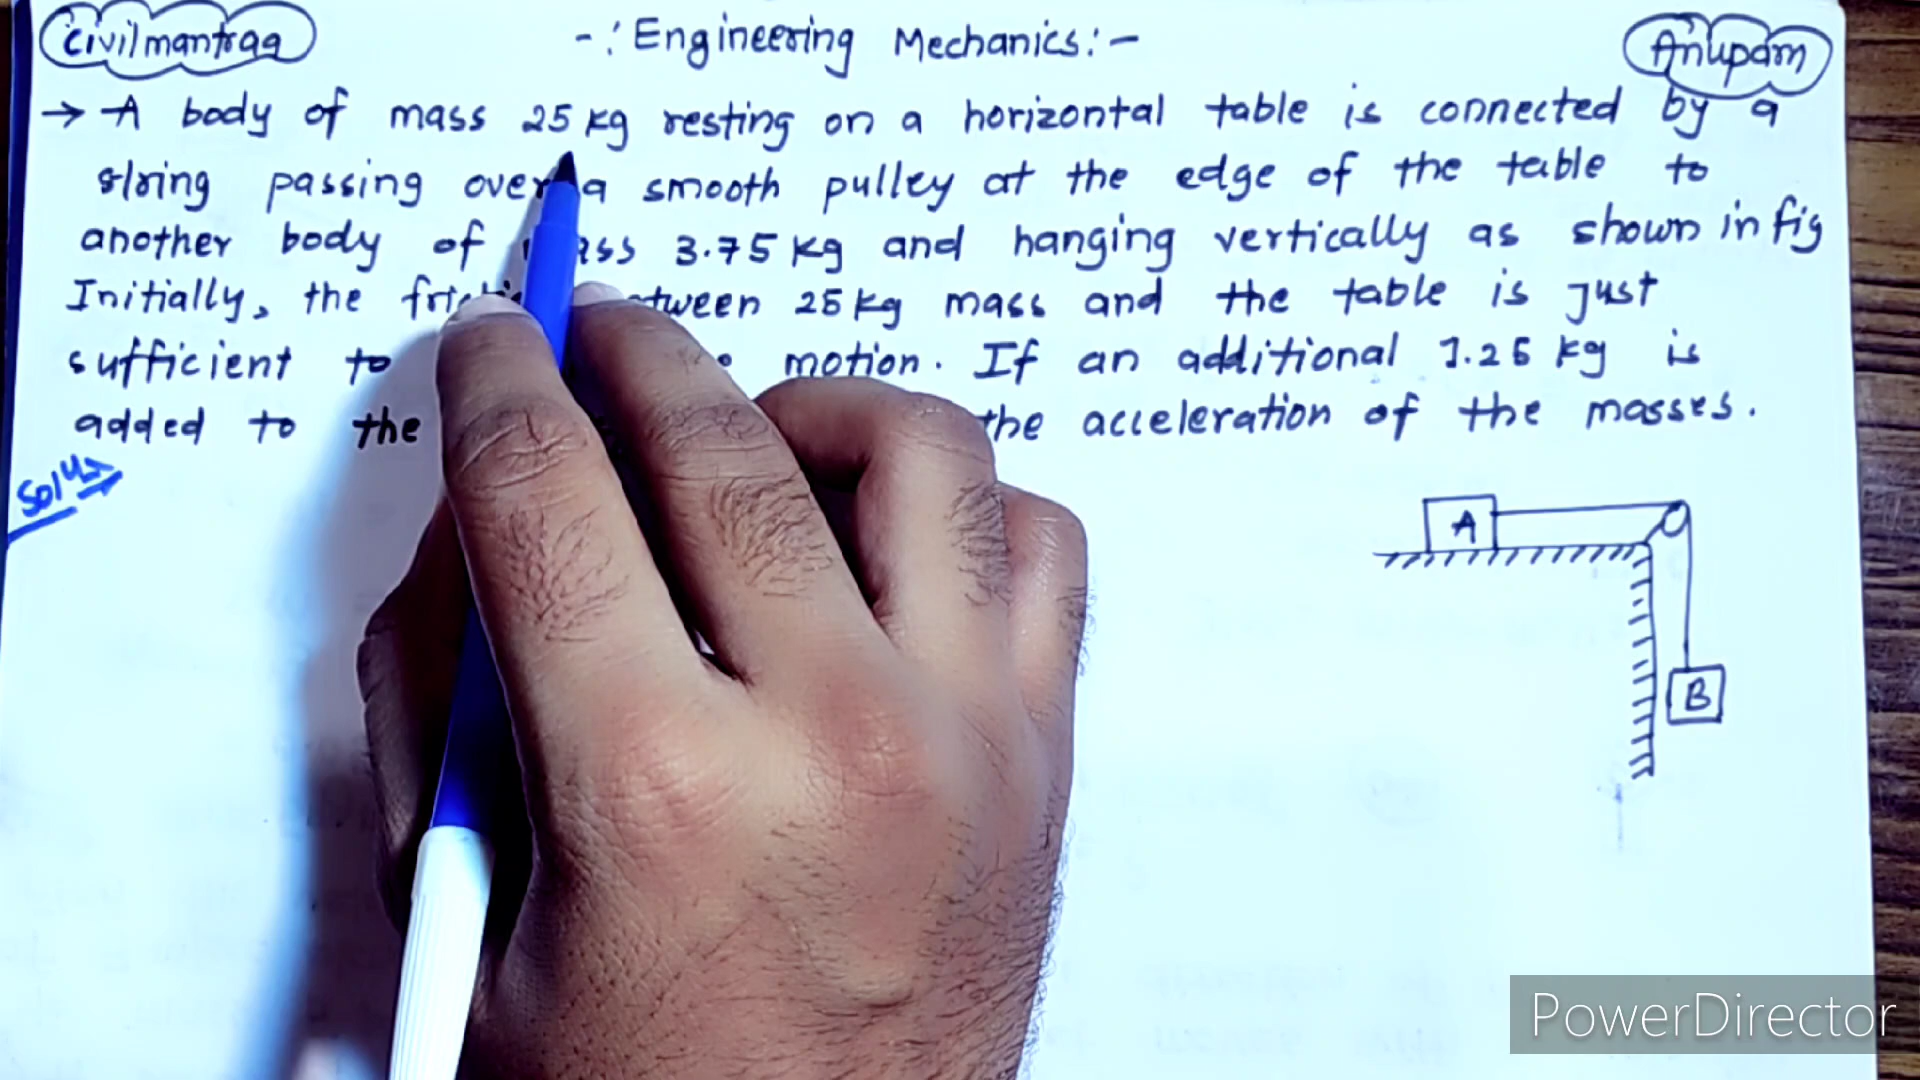 Civilmantraa
-: Engineering Mechanics:-
Anupam
→ A body of mass 25 kg resting on a horizontal table is connected by a
string passing over a smooth pulley at the edge of the table to
another body of 3.75 kg and hanging vertically as shown in fig
Initially, the between 25 kg mass and the table is just
sufficient to motion. If an additional 1.25 kg is
added to the the acceleration of the masses.
Solⁿ
A
B
PowerDirector